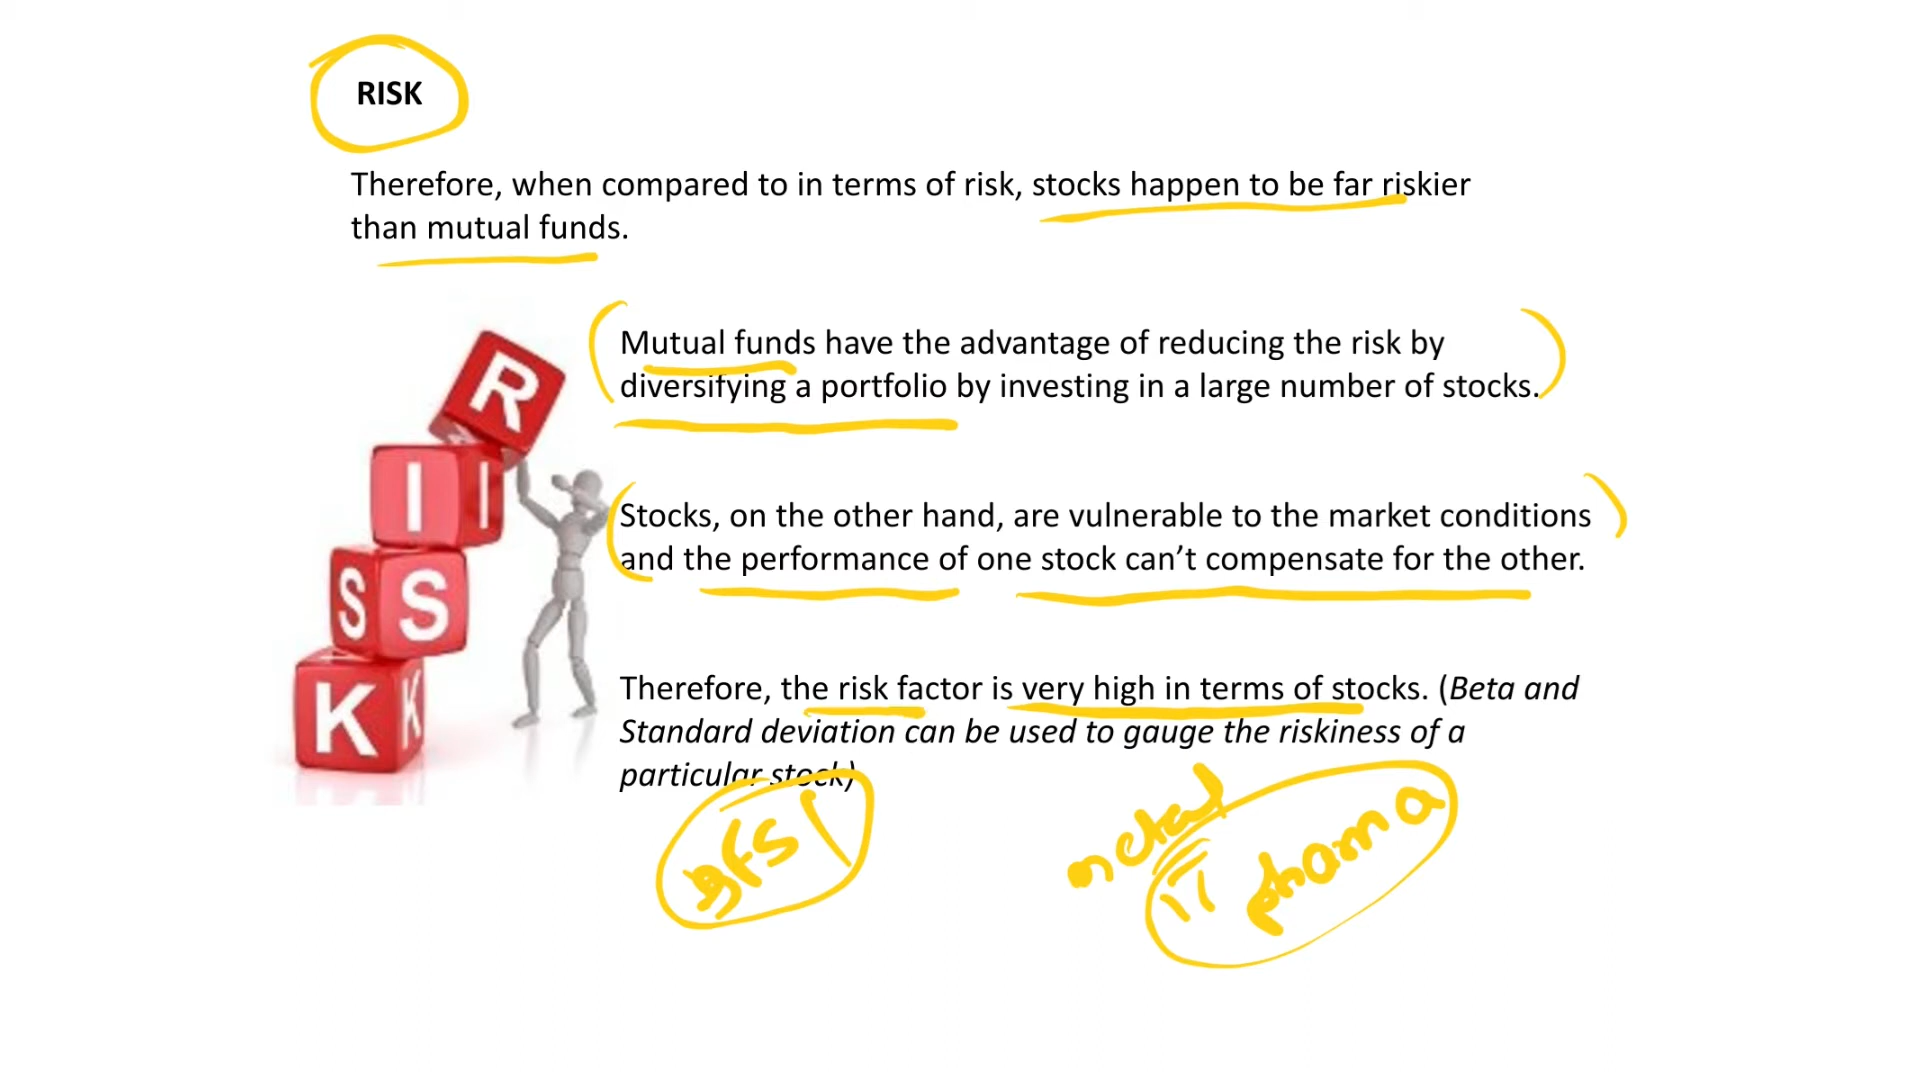 RISK
Therefore, when compared to in terms of risk, stocks happen to be far riskier
than mutual funds.
Mutual funds have the advantage of reducing the risk by
diversifying a portfolio by investing in a large number of stocks.
R
I I
S S
K K
Stocks, on the other hand, are vulnerable to the market conditions
and the performance of one stock can’t compensate for the other.
Therefore, the risk factor is very high in terms of stocks. (Beta and
Standard deviation can be used to gauge the riskiness of a
particular stock)
BFSI
metal
IT pharma